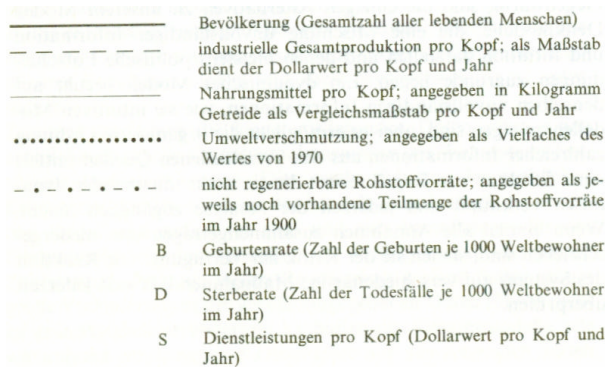 Bevölkerung (Gesamtzahl aller lebenden Menschen)
industrielle Gesamtproduktion pro Kopf; als Maßstab
dient der Dollarwert pro Kopf und Jahr
Nahrungsmittel pro Kopf; angegeben in Kilogramm
Getreide als Vergleichsmaßstab pro Kopf und Jahr
Umweltverschmutzung; angegeben als Vielfaches des
Wertes von 1970
nicht regenerierbare Rohstoffvorräte; angegeben als je-
weils noch vorhandene Teilmenge der Rohstoffvorräte
im Jahr 1900
B Geburtenrate (Zahl der Geburten je 1000 Weltbewohner
im Jahr)
D Sterberate (Zahl der Todesfälle je 1000 Weltbewohner
im Jahr)
S Dienstleistungen pro Kopf (Dollarwert pro Kopf und
Jahr)